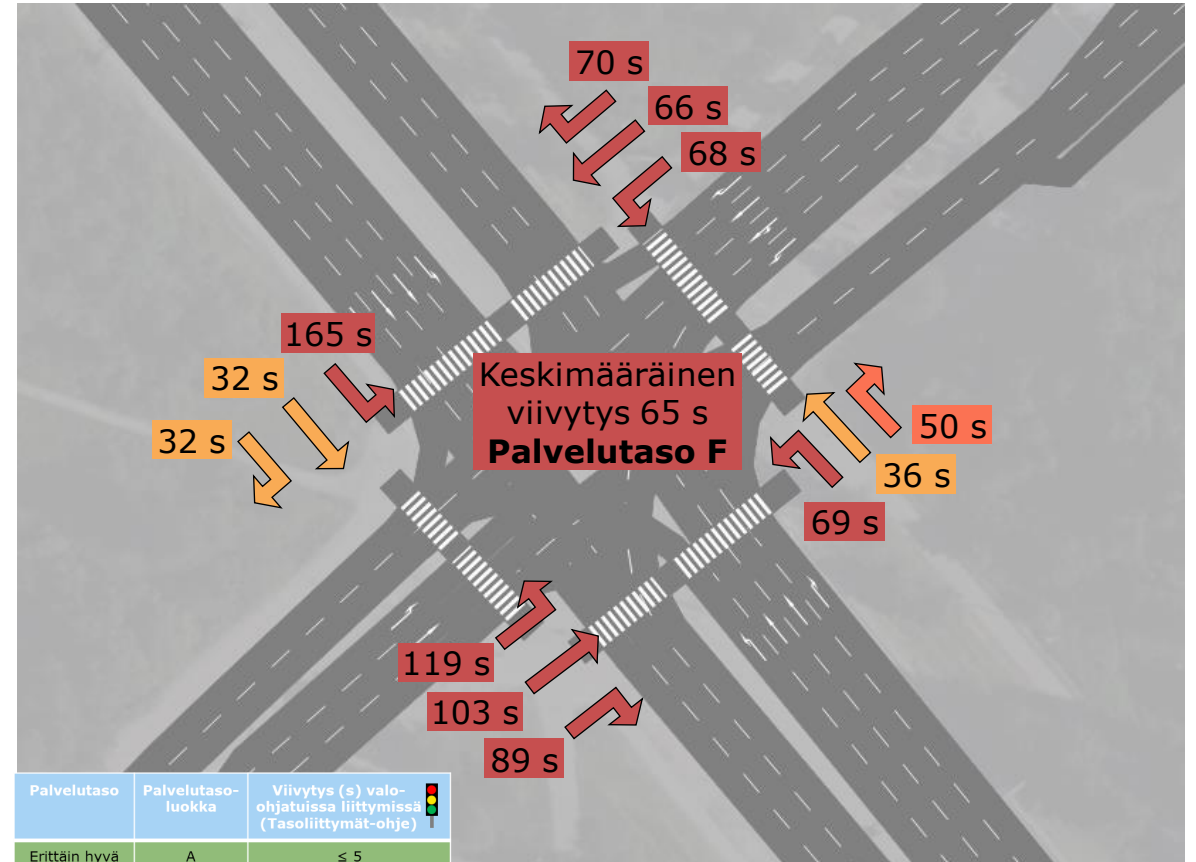 70 s
66 s
68 s
165 s
32 s
32 s
Keskimääräinen
viivytys 65 s
Palvelutaso F
50 s
36 s
69 s
119 s
103 s
89 s
Palvelutaso
Palvelutaso-
luokka
Viivytys (s) valo-
ohjatuissa liittymissä
(Tasoliittymät-ohje)
Erittäin hyvä A ≤ 5